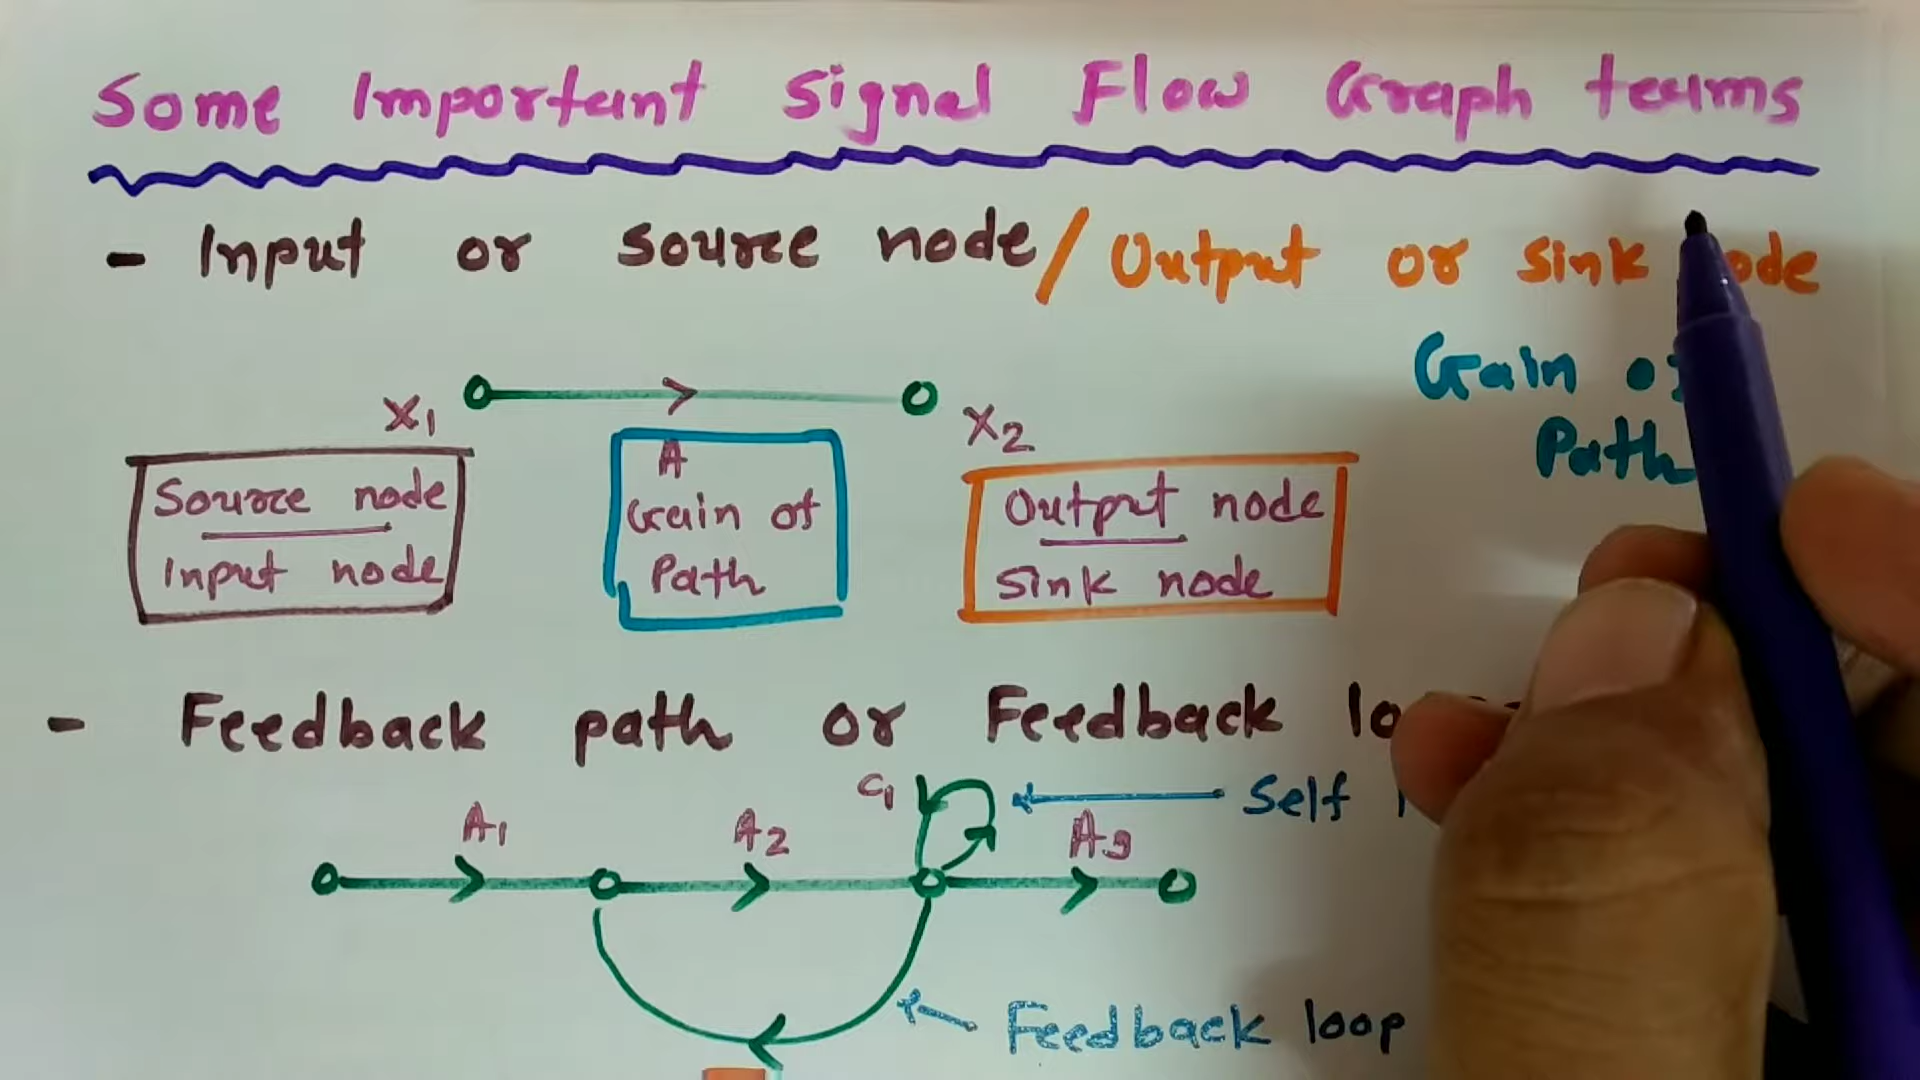 Some Important Signal Flow Graph terms
- Input or source node / Output or sink node
Gain of
Path
X1
A
X2
Source node
Input node
Gain of
Path
Output node
Sink node
- Feedback path or Feedback
C1
Self
A1
A2
A3
Feedback loop